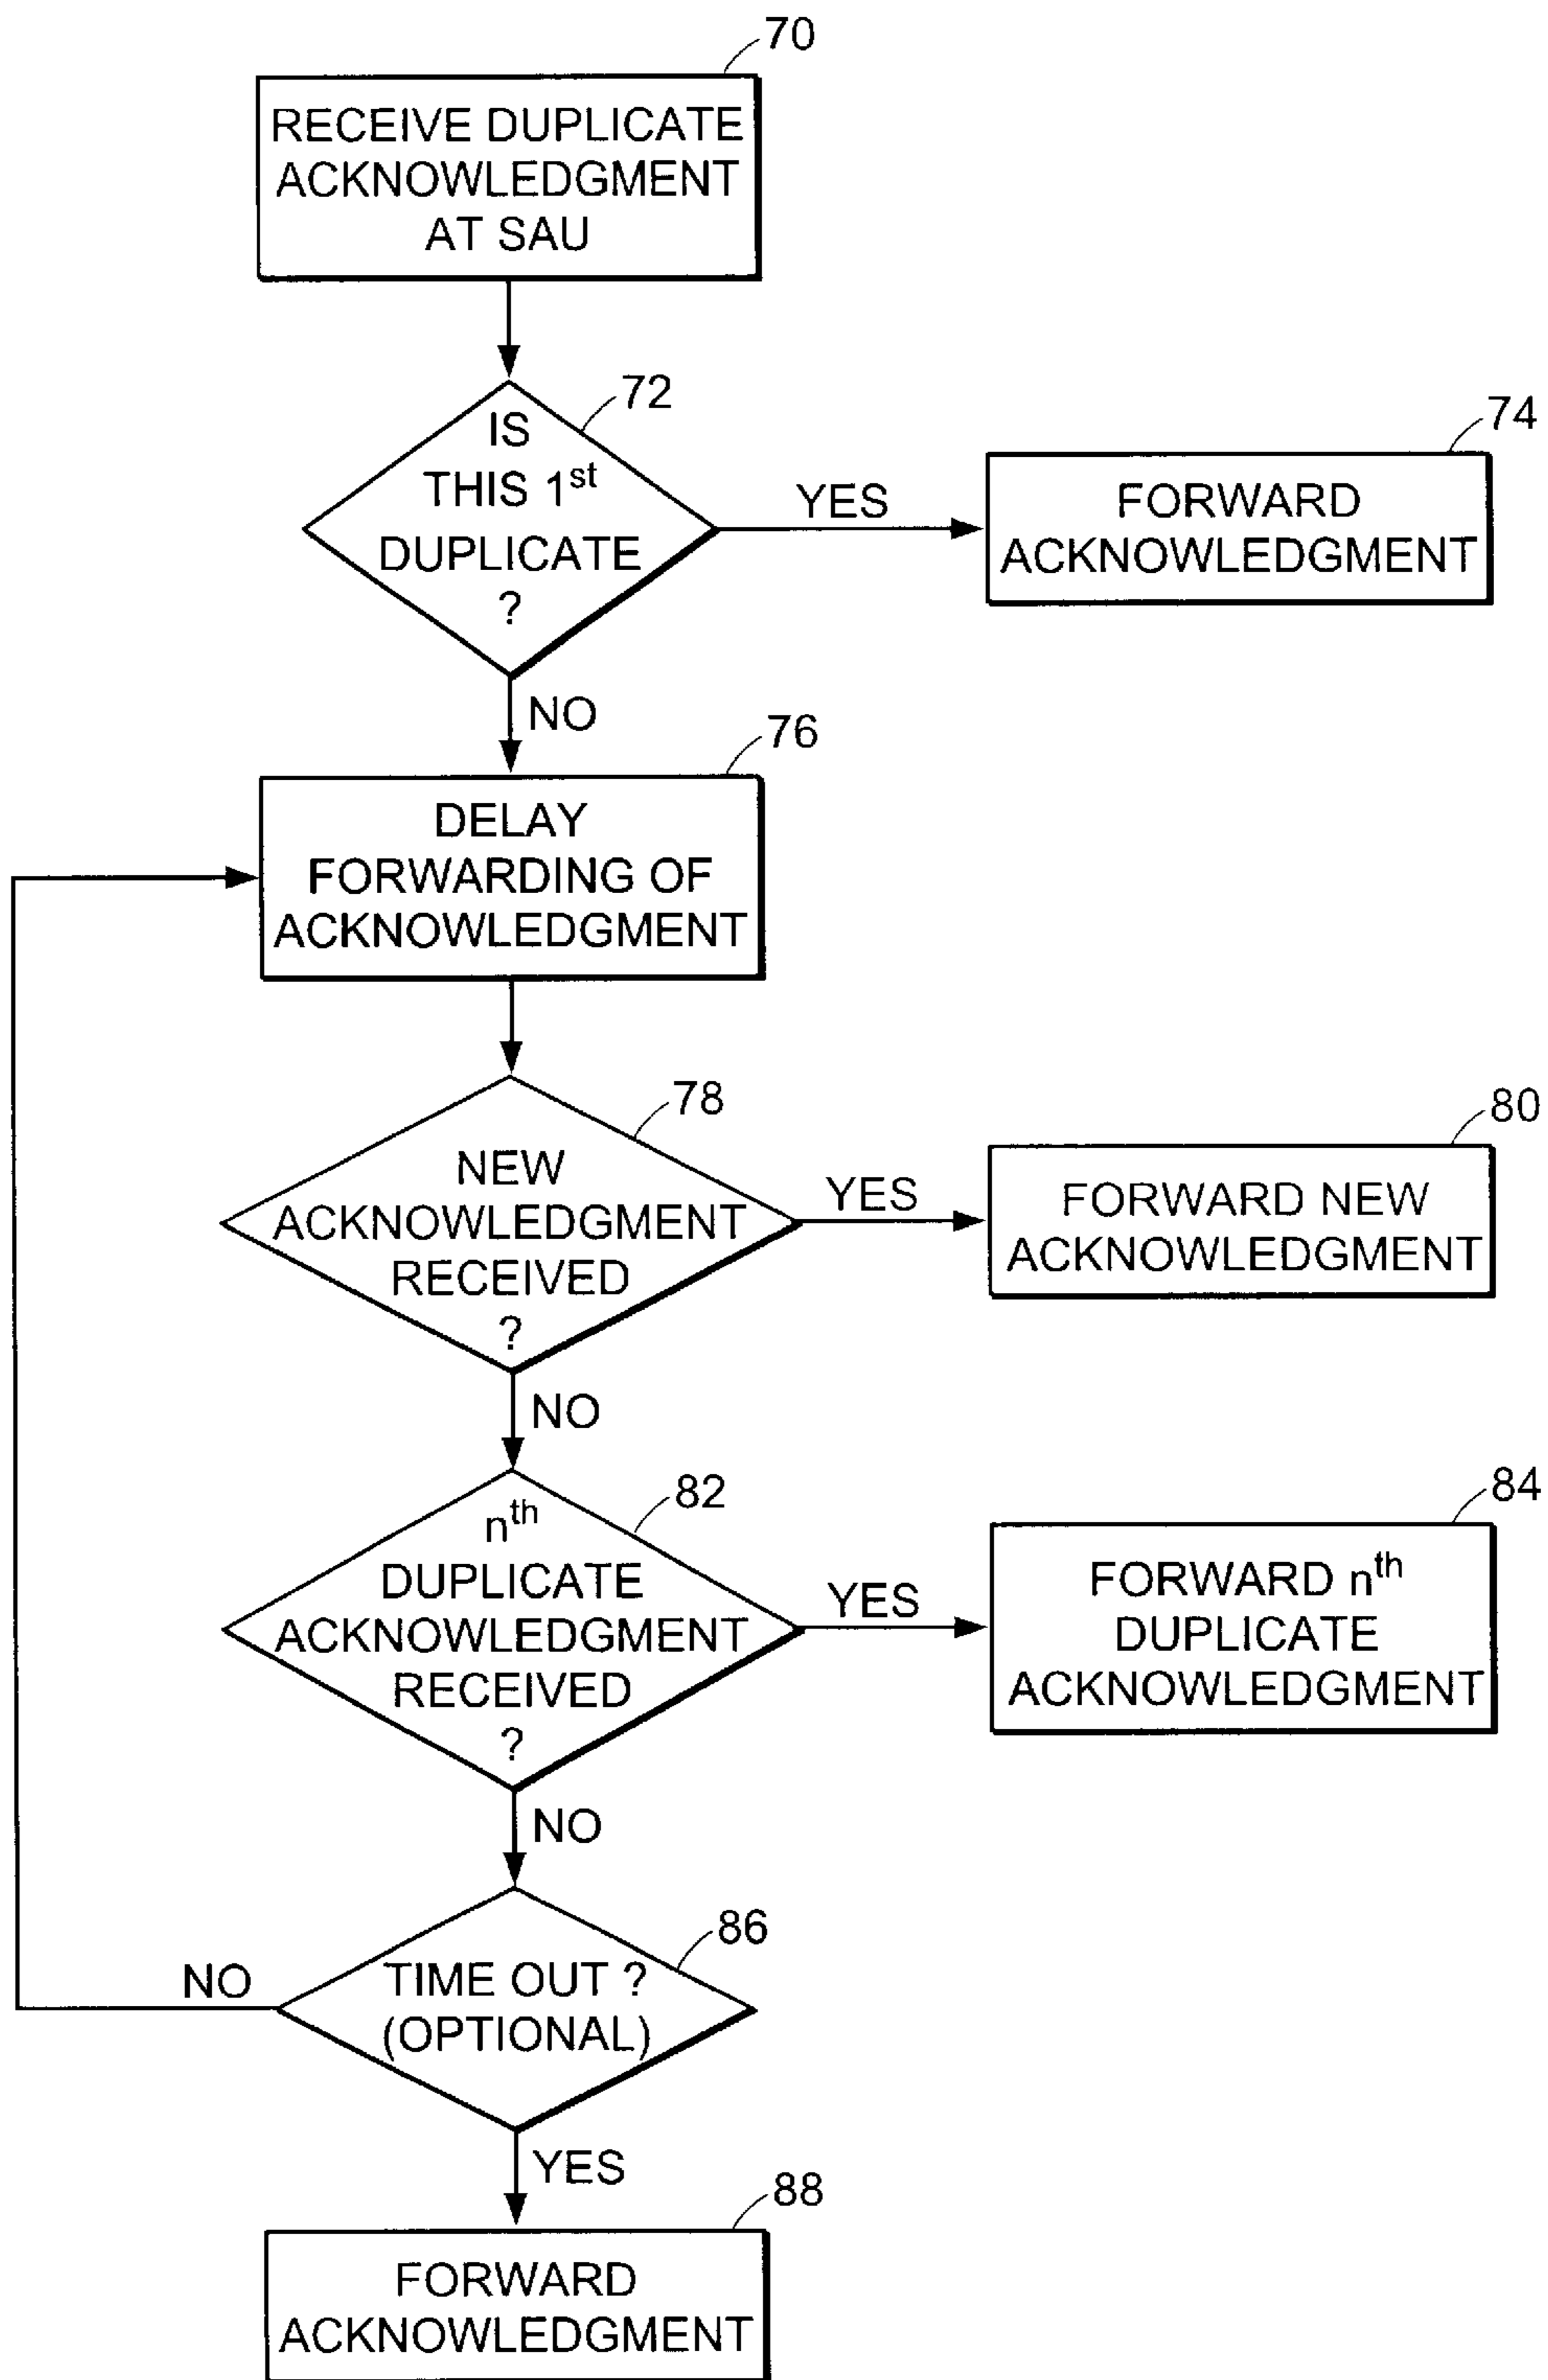 70
RECEIVE DUPLICATE
ACKNOWLEDGMENT
AT SAU
72
IS
THIS 1st
DUPLICATE
?
YES
74
FORWARD
ACKNOWLEDGMENT
NO
76
DELAY
FORWARDING OF
ACKNOWLEDGMENT
78
NEW
ACKNOWLEDGMENT
RECEIVED
?
YES
80
FORWARD NEW
ACKNOWLEDGMENT
NO
82
nth
DUPLICATE
ACKNOWLEDGMENT
RECEIVED
?
YES
84
FORWARD nth
DUPLICATE
ACKNOWLEDGMENT
NO
86
TIME OUT ?
(OPTIONAL)
NO
YES
88
FORWARD
ACKNOWLEDGMENT